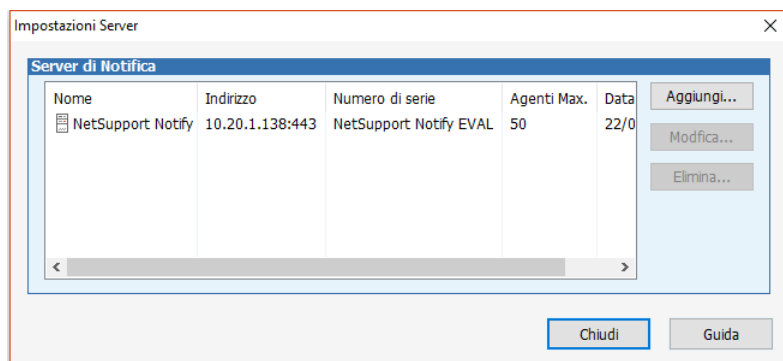 Impostazioni Server
Server di Notifica
Nome Indirizzo Numero di serie Agenti Max. Data
NetSupport Notify 10.20.1.138:443 NetSupport Notify EVAL 50 22/0
Aggiungi...
Modfica...
Elimina...
Chiudi Guida